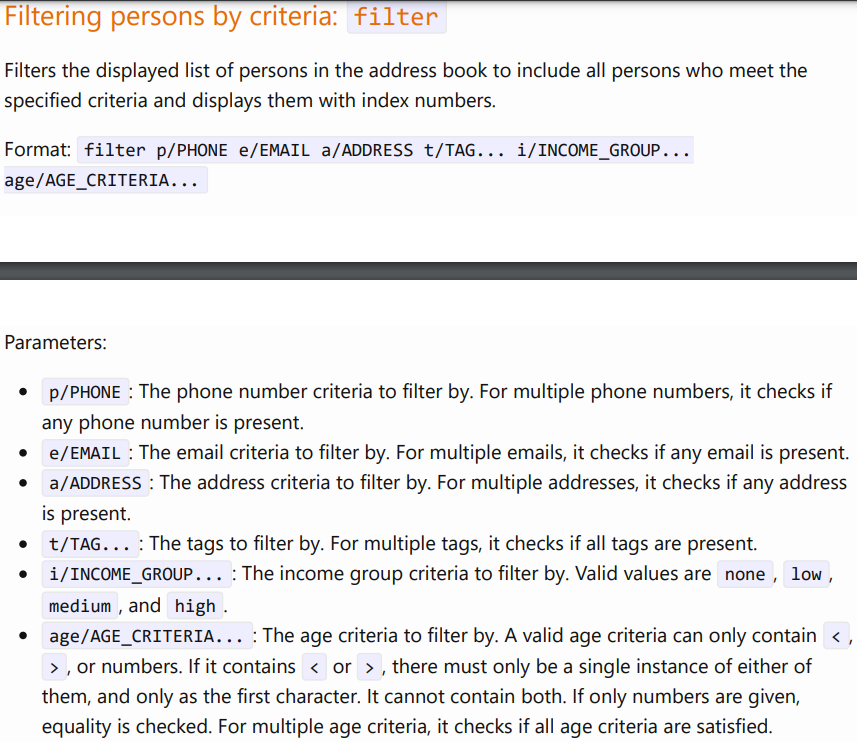 Filtering persons by criteria: filter
Filters the displayed list of persons in the address book to include all persons who meet the
specified criteria and displays them with index numbers.
Format: filter p/PHONE e/EMAIL a/ADDRESS t/TAG... i/INCOME_GROUP...
age/AGE_CRITERIA...
Parameters:
• p/PHONE : The phone number criteria to filter by. For multiple phone numbers, it checks if
any phone number is present.
• e/EMAIL : The email criteria to filter by. For multiple emails, it checks if any email is present.
• a/ADDRESS : The address criteria to filter by. For multiple addresses, it checks if any address
is present.
• t/TAG... : The tags to filter by. For multiple tags, it checks if all tags are present.
• i/INCOME_GROUP... : The income group criteria to filter by. Valid values are none , low ,
medium , and high .
• age/AGE_CRITERIA... : The age criteria to filter by. A valid age criteria can only contain < ,
> , or numbers. If it contains < or > , there must only be a single instance of either of
them, and only as the first character. It cannot contain both. If only numbers are given,
equality is checked. For multiple age criteria, it checks if all age criteria are satisfied.